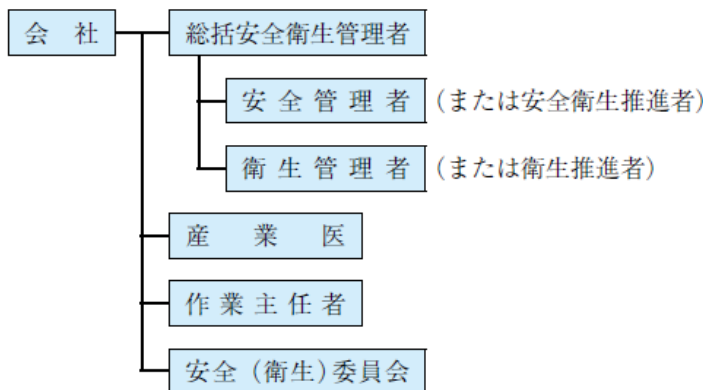 会社
総括安全衛生管理者
安全管理者 (または安全衛生推進者)
衛生管理者 (または衛生推進者)
産業医
作業主任者
安全 (衛生) 委員会